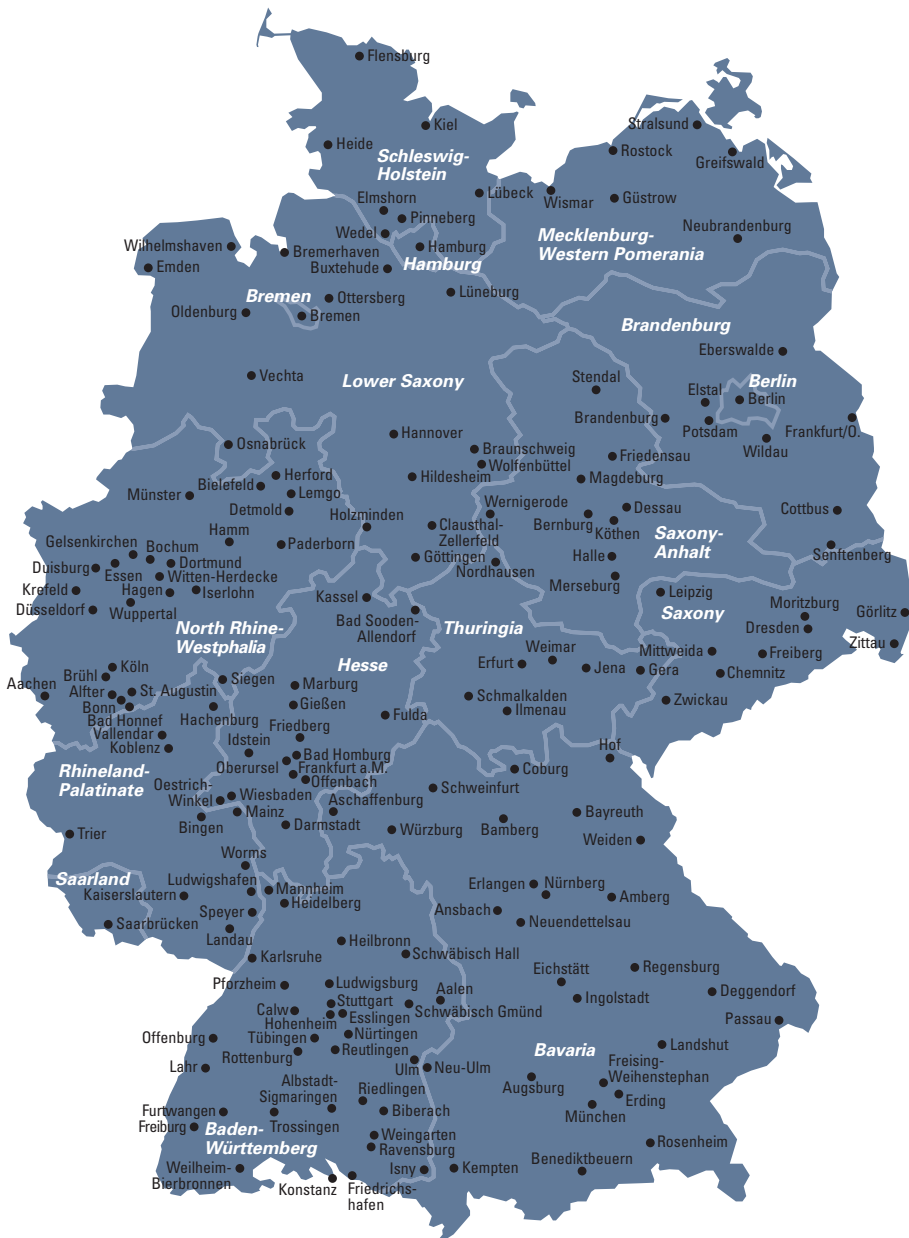 Flensburg
Kiel
Stralsund
Heide
Rostock
Greifswald
Schleswig-
Holstein
Lübeck
Wismar
Güstrow
Elmshorn
Pinneberg
Wedel
Neubrandenburg
Mecklenburg-
Western Pomerania
Wilhelmshaven
Bremerhaven
Hamburg
Emden
Buxtehude
Hamburg
Bremen
Ottersberg
Lüneburg
Oldenburg
Bremen
Brandenburg
Eberswalde
Vechta
Lower Saxony
Stendal
Elstal
Berlin
Berlin
Brandenburg
Potsdam
Frankfurt/O.
Wildau
Hannover
Osnabrück
Braunschweig
Wolfenbüttel
Friedensau
Herford
Hildesheim
Magdeburg
Bielefeld
Lemgo
Münster
Detmold
Holzminden
Wernigerode
Dessau
Cottbus
Bernburg
Köthen
Clausthal-
Zellerfeld
Saxony-
Anhalt
Hamm
Paderborn
Gelsenkirchen
Bochum
Göttingen
Nordhausen
Halle
Senftenberg
Duisburg
Essen
Dortmund
Witten-Herdecke
Merseburg
Krefeld
Hagen
Iserlohn
Kassel
Leipzig
Düsseldorf
Wuppertal
Bad Sooden-
Allendorf
Saxony
Moritzburg
Görlitz
Dresden
North Rhine-
Westphalia
Thuringia
Zittau
Hesse
Weimar
Mittweida
Freiberg
Erfurt
Jena
Gera
Chemnitz
Köln
Brühl
Siegen
Marburg
Aachen
Alfter
St. Augustin
Schmalkalden
Zwickau
Bonn
Gießen
Ilmenau
Bad Honnef
Hachenburg
Fulda
Vallendar
Friedberg
Koblenz
Idstein
Hof
Bad Homburg
Oberursel
Frankfurt a.M.
Coburg
Rhineland-
Palatinate
Offenbach
Oestrich-
Winkel
Wiesbaden
Schweinfurt
Mainz
Aschaffenburg
Bayreuth
Bingen
Darmstadt
Würzburg
Bamberg
Trier
Weiden
Worms
Saarland
Ludwigshafen
Mannheim
Erlangen
Nürnberg
Kaiserslautern
Heidelberg
Amberg
Speyer
Ansbach
Saarbrücken
Landau
Neuendettelsau
Heilbronn
Karlsruhe
Schwäbisch Hall
Regensburg
Eichstätt
Pforzheim
Ludwigsburg
Aalen
Deggendorf
Stuttgart
Ingolstadt
Calw
Schwäbisch Gmünd
Hohenheim
Esslingen
Passau
Offenburg
Tübingen
Nürtingen
Landshut
Rottenburg
Reutlingen
Bavaria
Lahr
Ulm
Neu-Ulm
Freising-
Weihenstephan
Augsburg
Albstadt-
Sigmaringen
Riedlingen
Erding
München
Furtwangen
Trossingen
Biberach
Freiburg
Baden-
Württemberg
Weingarten
Ravensburg
Rosenheim
Weilheim-
Bierbronnen
Isny
Kempten
Benediktbeuern
Konstanz
Friedrichs-
hafen